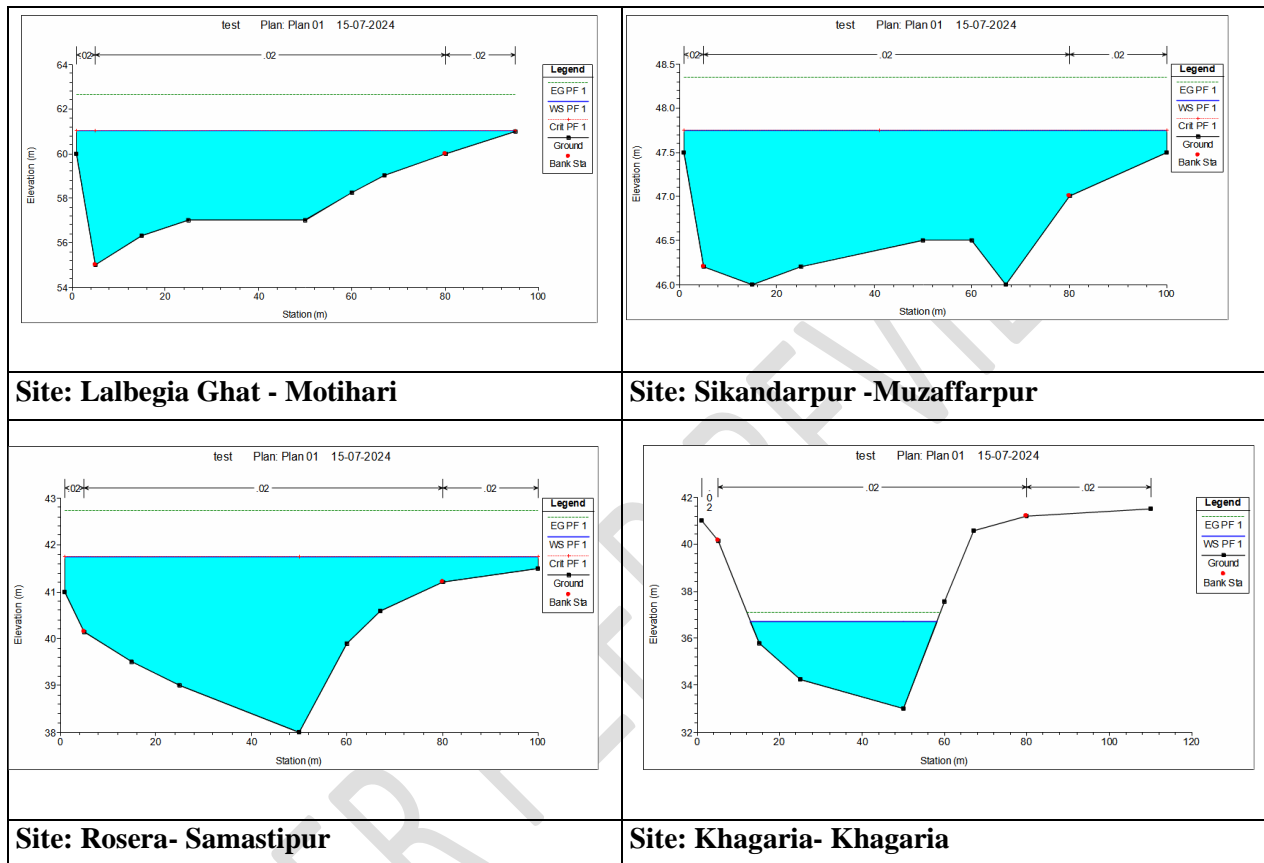 test Plan: Plan 01 15-07-2024
.02
.02
.02
64
62
60
58
56
54
Elevation (m)
0
20
40
60
80
100
Station (m)
Legend
EG PF 1
WS PF 1
Crit PF 1
Ground
Bank Sta
Site: Lalbegia Ghat - Motihari
test Plan: Plan 01 15-07-2024
.02
.02
.02
48.5
48.0
47.5
47.0
46.5
46.0
Elevation (m)
0
20
40
60
80
100
Station (m)
Legend
EG PF 1
WS PF 1
Crit PF 1
Ground
Bank Sta
Site: Sikandarpur -Muzaffarpur
test Plan: Plan 01 15-07-2024
.02
.02
.02
43
42
41
40
39
38
Elevation (m)
0
20
40
60
80
100
Station (m)
Legend
EG PF 1
WS PF 1
Crit PF 1
Ground
Bank Sta
Site: Rosera- Samastipur
test Plan: Plan 01 15-07-2024
.02
.02
.02
42
40
38
36
34
32
Elevation (m)
0
20
40
60
80
100
120
Station (m)
Legend
EG PF 1
WS PF 1
Crit PF 1
Ground
Bank Sta
Site: Khagaria- Khagaria